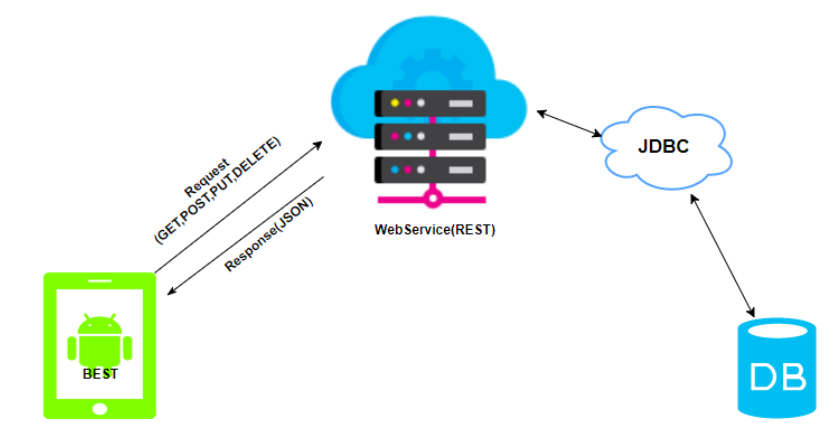 Request
(GET,POST,PUT,DELETE)
Response(JSON)
WebService(REST)
JDBC
BEST
DB